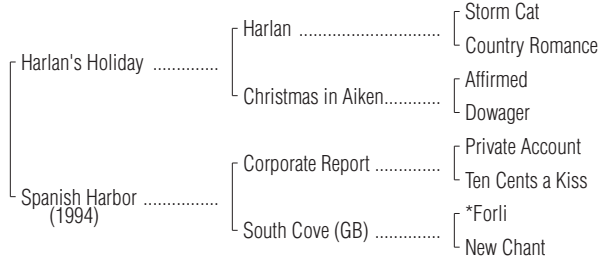 Storm Cat
Harlan ..............................
Country Romance
Harlan's Holiday ..............
Affirmed
Christmas in Aiken............
Dowager
Private Account
Corporate Report ..............
Ten Cents a Kiss
Spanish Harbor ................
(1994)
*Forli
South Cove (GB) ..............
New Chant